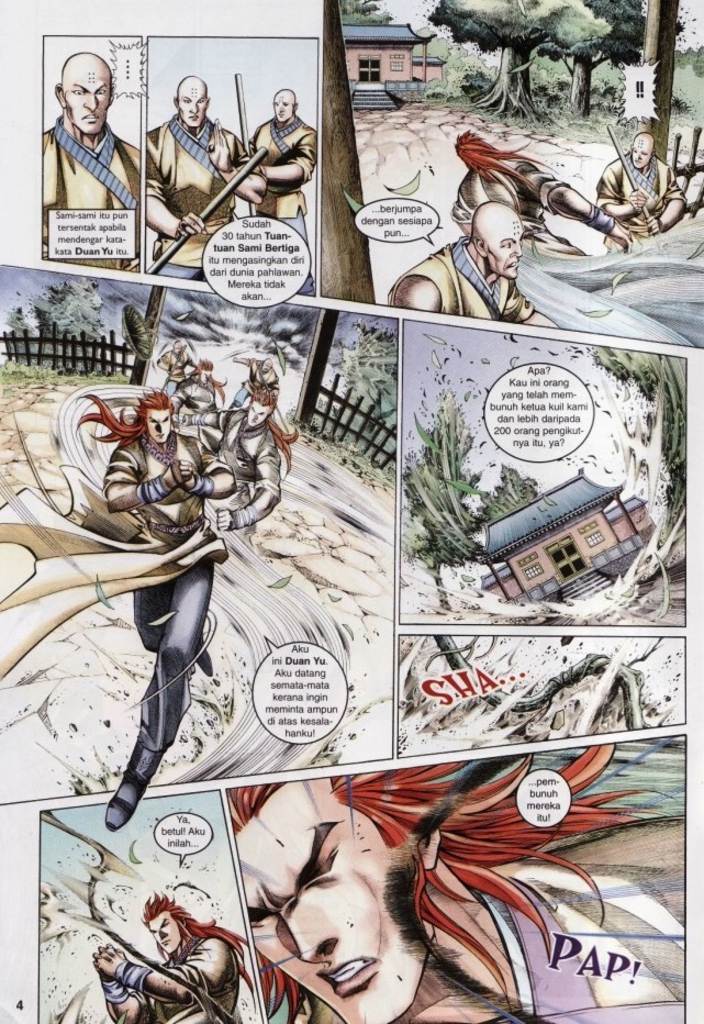 ...
Sami-sami itu pun
tersentak apabila
mendengar kata-
kata Duan Yu itu.
Sudah
30 tahun Tuan-
tuan Sami Bertiga
itu mengasingkan diri
dari dunia pahlawan.
Mereka tidak
akan...
!!
...berjumpa
dengan sesiapa
pun...
Aku
ini Duan Yu.
Aku datang
semata-mata
kerana ingin
meminta ampun
di atas kesala-
hanku!
Apa?
Kau ini orang
yang telah mem-
bunuh ketua kuil kami
dan lebih daripada
200 orang pengikut-
nya itu, ya?
SHA...
Ya,
betul! Aku
inilah...
...pem-
bunuh
mereka
itu!
PAP!
4